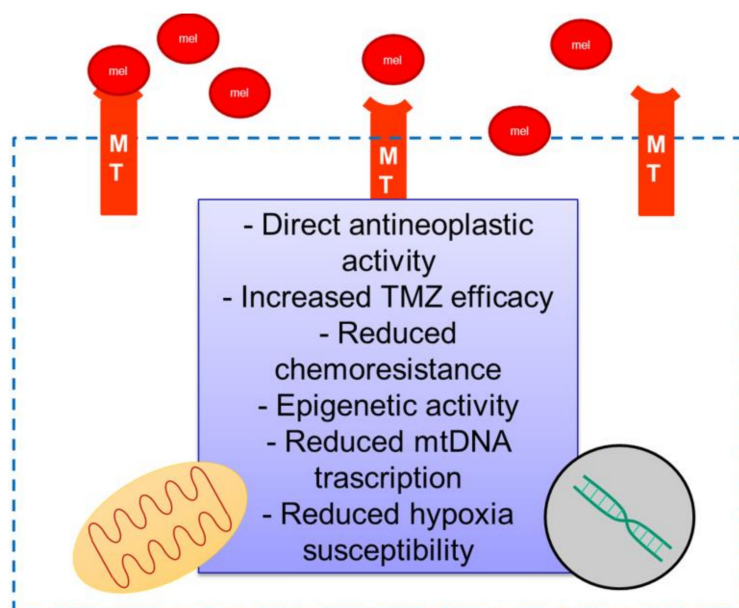 mel
mel
mel
mel
mel
mel
M
T
M
T
M
T
- Direct antineoplastic
activity
- Increased TMZ efficacy
- Reduced
chemoresistance
- Epigenetic activity
- Reduced mtDNA
trascription
- Reduced hypoxia
susceptibility